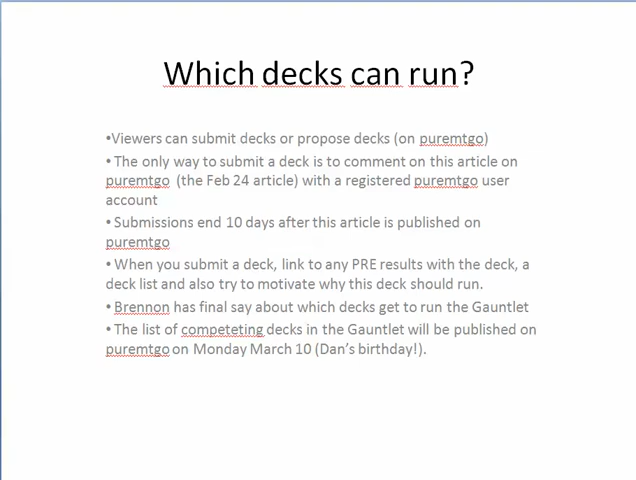 Which decks can run?
•Viewers can submit decks or propose decks (on puremtgo)
• The only way to submit a deck is to comment on this article on
puremtgo (the Feb 24 article) with a registered puremtgo user
account
• Submissions end 10 days after this article is published on
puremtgo
• When you submit a deck, link to any PRE results with the deck, a
deck list and also try to motivate why this deck should run.
• Brennon has final say about which decks get to run the Gauntlet
• The list of competeting decks in the Gauntlet will be published on
puremtgo on Monday March 10 (Dan's birthday!).